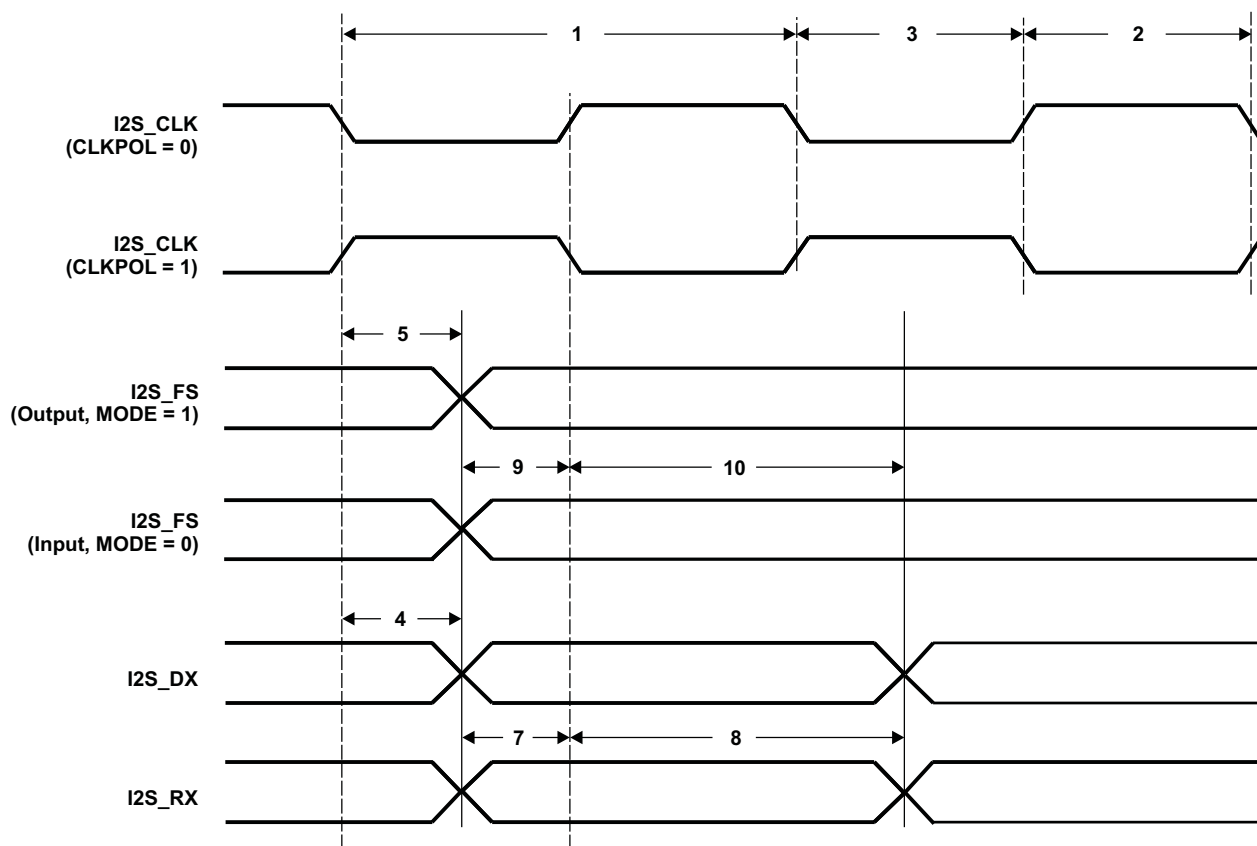 1
3
2
I2S_CLK
(CLKPOL = 0)
I2S_CLK
(CLKPOL = 1)
5
I2S_FS
(Output, MODE = 1)
9
10
I2S_FS
(Input, MODE = 0)
4
I2S_DX
7
8
I2S_RX